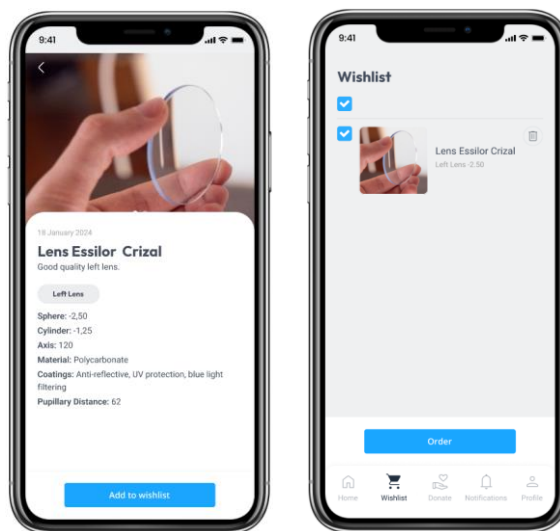 9:41
18 January 2024
Lens Essilor Crizal
Good quality left lens.
Left Lens
Sphere: -2,50
Cylinder: -1,25
Axis: 120
Material: Polycarbonate
Coatings: Anti-reflective, UV protection, blue light
filtering
Pupillary Distance: 62
Add to wishlist
9:41
Wishlist
Lens Essilor Crizal
Left Lens -2.50
Order
Home Wishlist Donate Notifications Profile